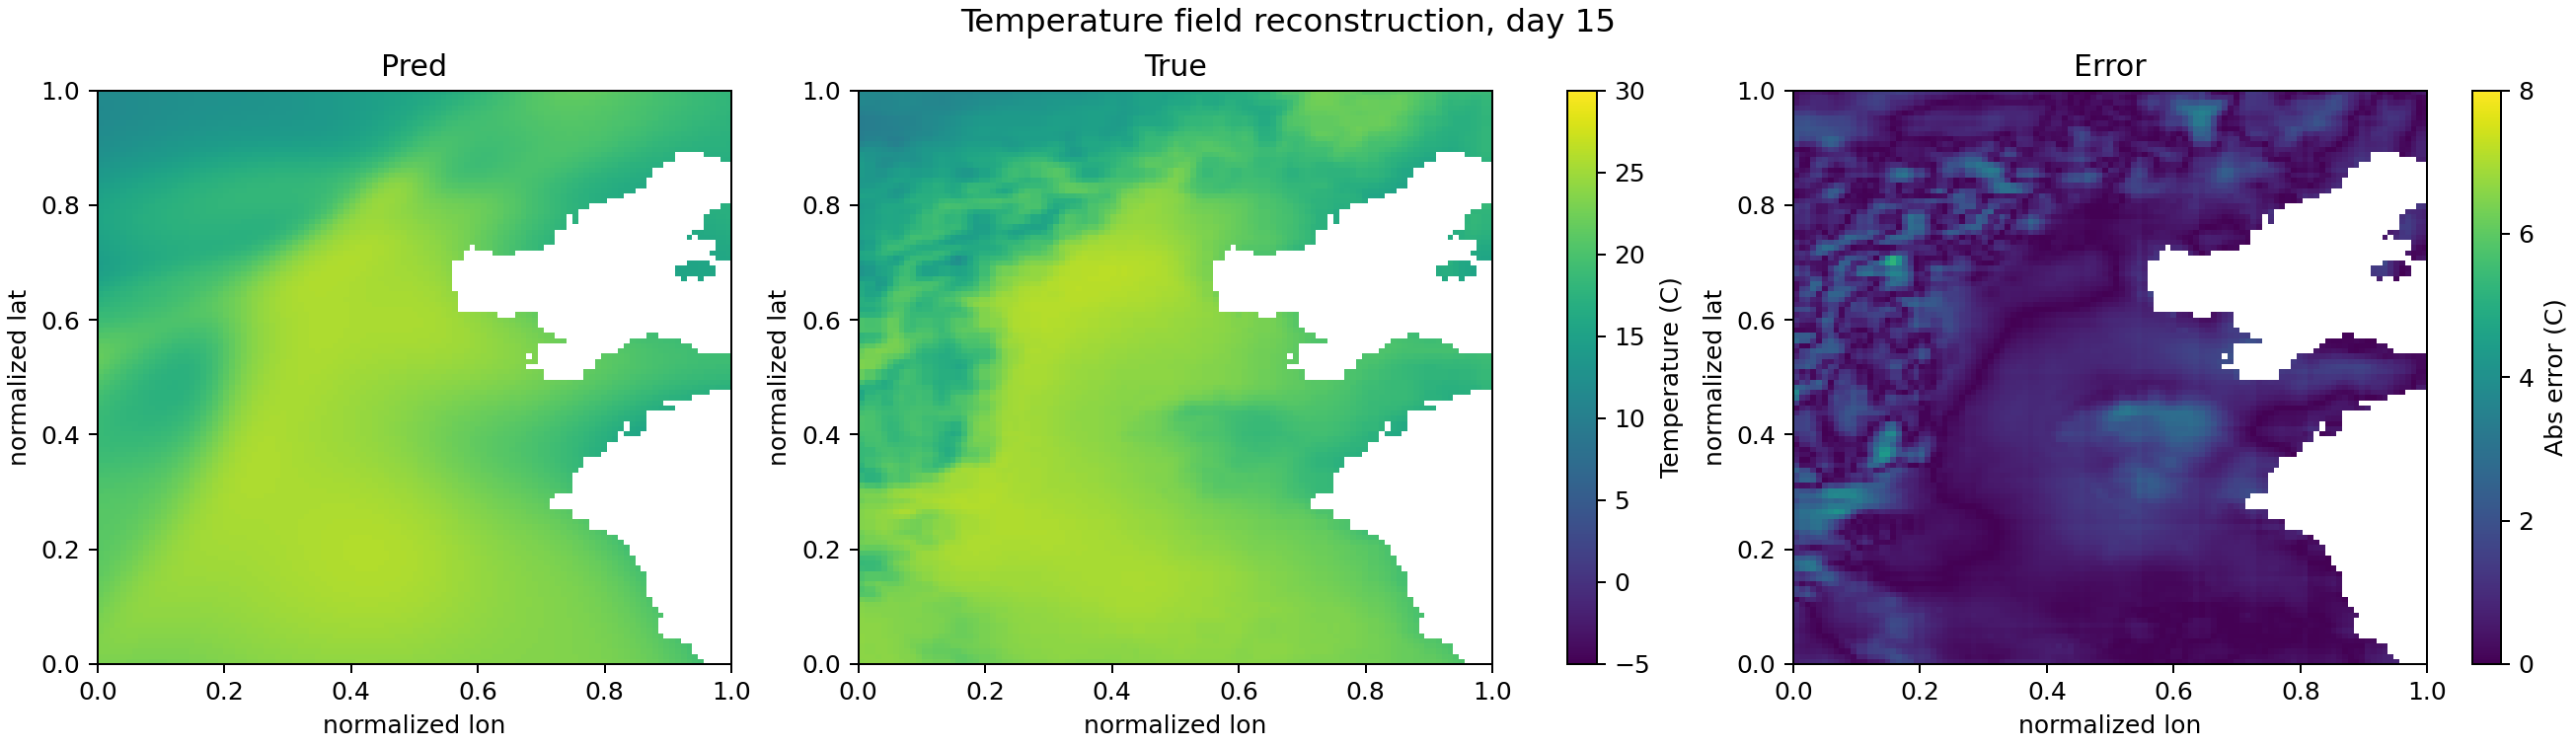 Temperature field reconstruction, day 15
Pred
1.0
0.8
0.6
0.4
0.2
0.0
normalized lat
0.0 0.2 0.4 0.6 0.8 1.0
normalized lon
True
1.0
0.8
0.6
0.4
0.2
0.0
normalized lat
0.0 0.2 0.4 0.6 0.8 1.0
normalized lon
30
25
20
15
10
5
0
−5
Temperature (C)
Error
1.0
0.8
0.6
0.4
0.2
0.0
normalized lat
0.0 0.2 0.4 0.6 0.8 1.0
normalized lon
8
6
4
2
0
Abs error (C)